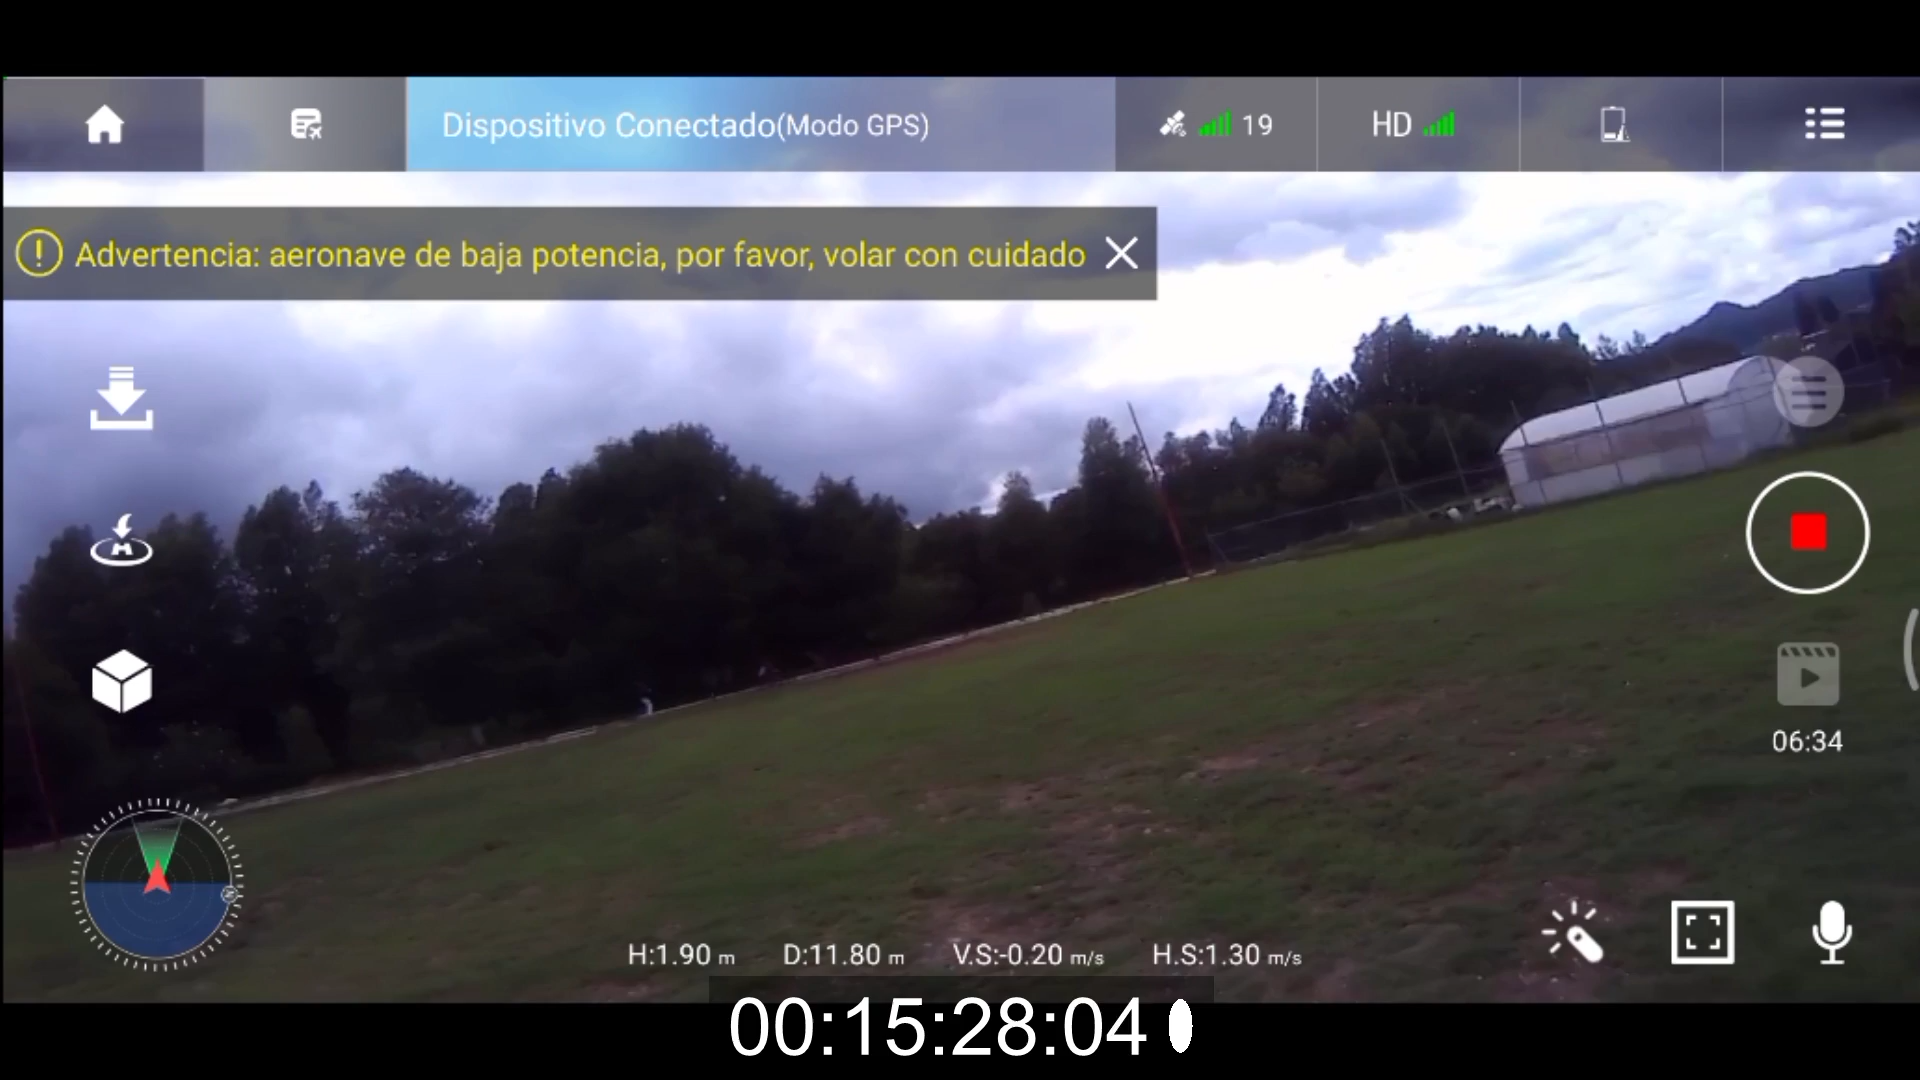 Dispositivo Conectado(Modo GPS)
19
HD
Advertencia: aeronave de baja potencia, por favor, volar con cuidado
06:34
H:1.90 m D:11.80 m V.S:-0.20 m/s H.S:1.30 m/s
00:15:28:04